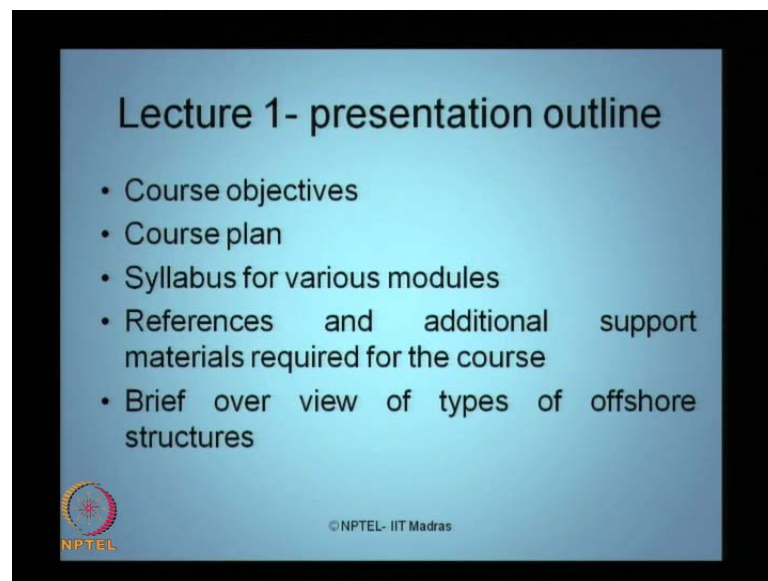 Lecture 1- presentation outline
• Course objectives
• Course plan
• Syllabus for various modules
• References and additional support
materials required for the course
• Brief over view of types of offshore
structures
©NPTEL- IIT Madras
NPTEL